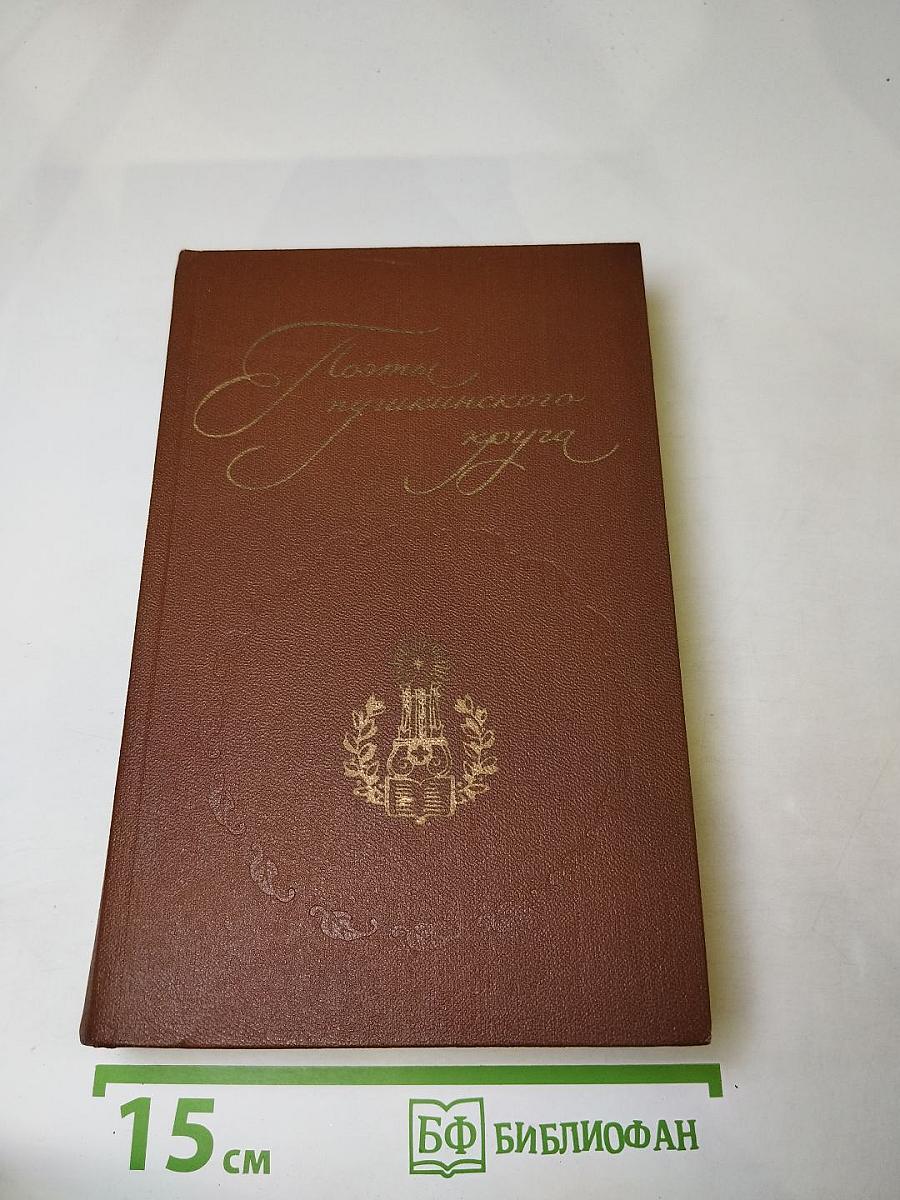 Поэты
пушкинского
круга
15 см
БФ БИБЛИОФАН